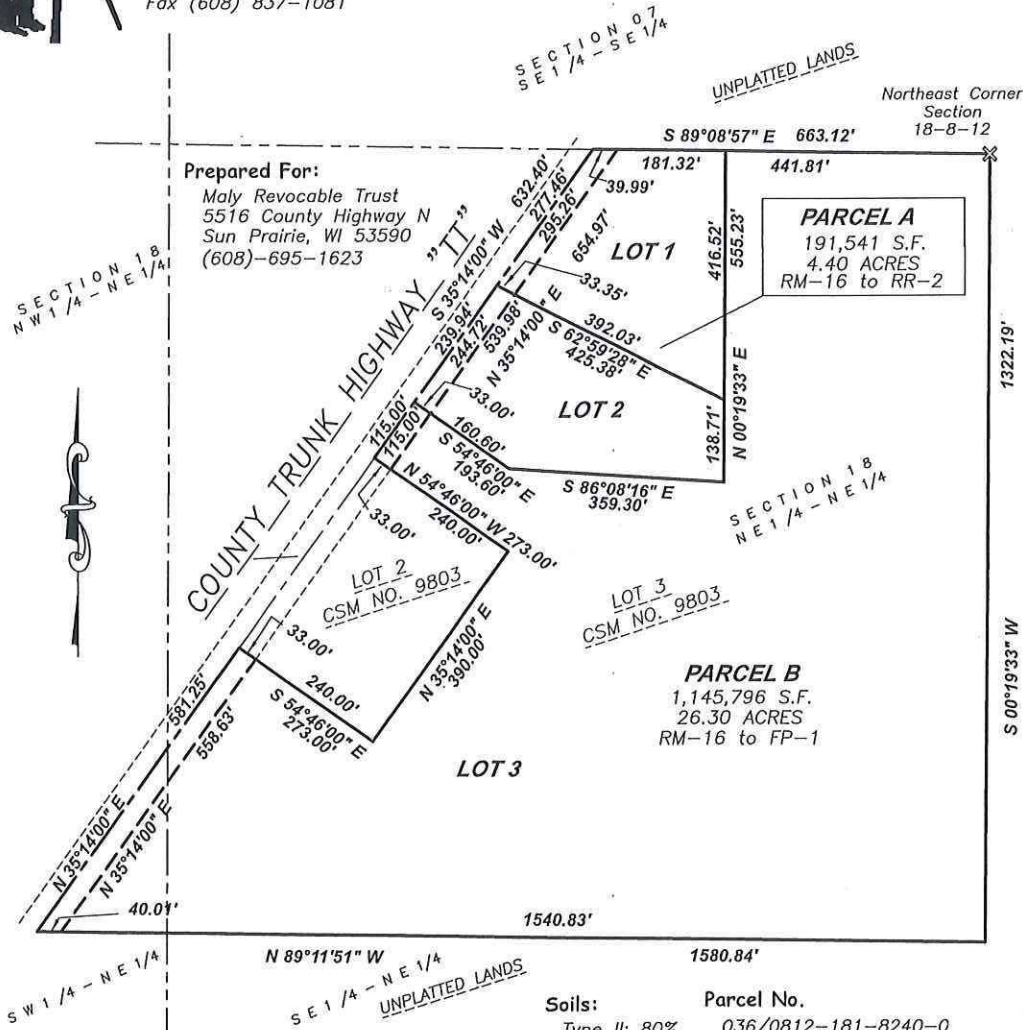 Fax (608) 837-1081
SECTION 07
SE 1/4 - SE 1/4
UNPLATTED LANDS
Northeast Corner
Section
18-8-12
S 89°08'57" E 663.12'
181.32'
441.81'
39.99'
Prepared For:
Maly Revocable Trust
5516 County Highway N
Sun Prairie, WI 53590
(608)-695-1623
SECTION 18
NW 1/4 - NE 1/4
COUNTY TRUNK HIGHWAY "TT"
S 35°14'00" W 632.40'
277.46'
295.26'
654.97'
LOT 1
416.52'
555.23'
PARCEL A
191,541 S.F.
4.40 ACRES
RM-16 to RR-2
33.35'
392.03'
S 62°59'28" E
425.38'
239.94'
244.72'
539.98'
N 35°14'00" E
1322.19'
LOT 2
138.71'
N 00°19'33" E
33.00'
115.00'
115.00'
160.60'
S 54°46'00" E
193.60'
S 86°08'16" E
359.30'
SECTION 18
NE 1/4 - NE 1/4
N 54°46'00" W 273.00'
240.00'
33.00'
LOT 2
CSM NO. 9803
LOT 3
CSM NO. 9803
N 35°14'00" E
390.00'
33.00'
240.00'
S 54°46'00" E
273.00'
PARCEL B
1,145,796 S.F.
26.30 ACRES
RM-16 to FP-1
S 00°19'33" W
581.25'
558.63'
LOT 3
N 35°14'00" E
N 35°14'00" E
40.01'
1540.83'
N 89°11'51" W
1580.84'
SW 1/4 - NE 1/4
SE 1/4 - NE 1/4
UNPLATTED LANDS
Soils:
Parcel No.
Type II: 80%
036/0812-181-8240-0